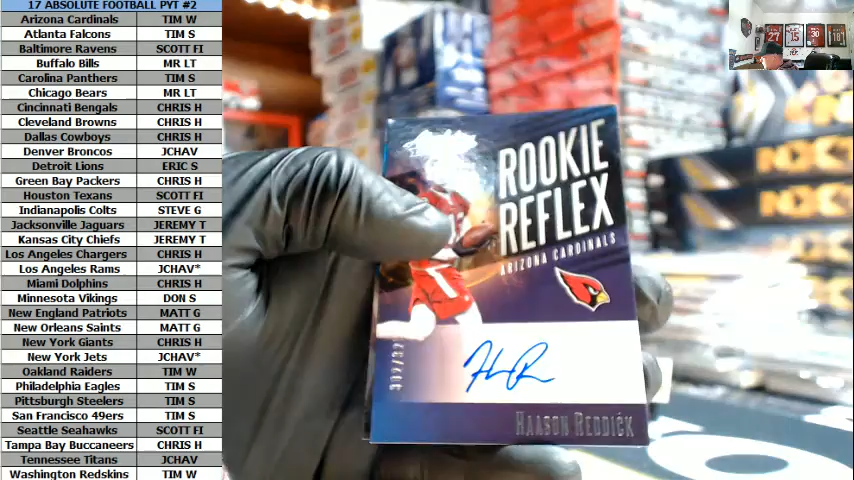 17 ABSOLUTE FOOTBALL PYT #2
Arizona Cardinals TIM W
Atlanta Falcons TIM S
Baltimore Ravens SCOTT FI
Buffalo Bills MR LT
Carolina Panthers TIM S
Chicago Bears MR LT
Cincinnati Bengals CHRIS H
Cleveland Browns CHRIS H
Dallas Cowboys CHRIS H
Denver Broncos JCHAV
Detroit Lions ERIC S
Green Bay Packers CHRIS H
Houston Texans SCOTT FI
Indianapolis Colts STEVE G
Jacksonville Jaguars JEREMY T
Kansas City Chiefs JEREMY T
Los Angeles Chargers CHRIS H
Los Angeles Rams JCHAV*
Miami Dolphins CHRIS H
Minnesota Vikings DON S
New England Patriots MATT G
New Orleans Saints MATT G
New York Giants CHRIS H
New York Jets JCHAV*
Oakland Raiders TIM W
Philadelphia Eagles TIM S
Pittsburgh Steelers TIM S
San Francisco 49ers TIM S
Seattle Seahawks SCOTT FI
Tampa Bay Buccaneers CHRIS H
Tennessee Titans JCHAV
Washington Redskins TIM W
ROOKIE
REFLEX
ARIZONA CARDINALS
HAASON REDDICK
27
15
30
18